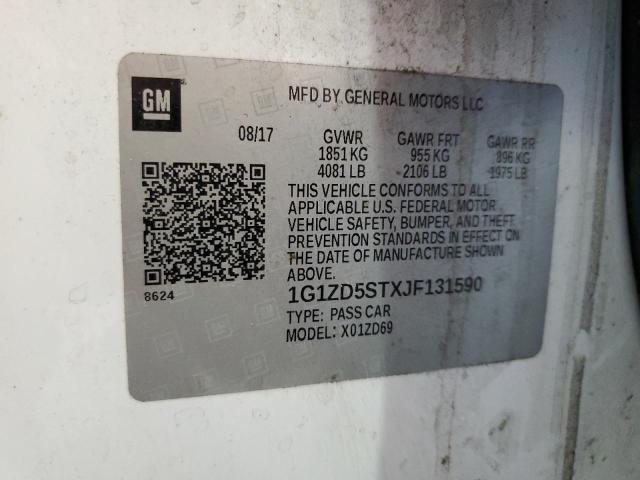 GM
MFD BY GENERAL MOTORS LLC
08/17 GVWR GAWR FRT GAWR RR
1851 KG 955 KG 896 KG
4081 LB 2106 LB 1975 LB
THIS VEHICLE CONFORMS TO ALL
APPLICABLE U.S. FEDERAL MOTOR
VEHICLE SAFETY, BUMPER, AND THEFT
PREVENTION STANDARDS IN EFFECT ON
THE DATE OF MANUFACTURE SHOWN
ABOVE.
8624
1G1ZD5STXJF131590
TYPE: PASS CAR
MODEL: X01ZD69